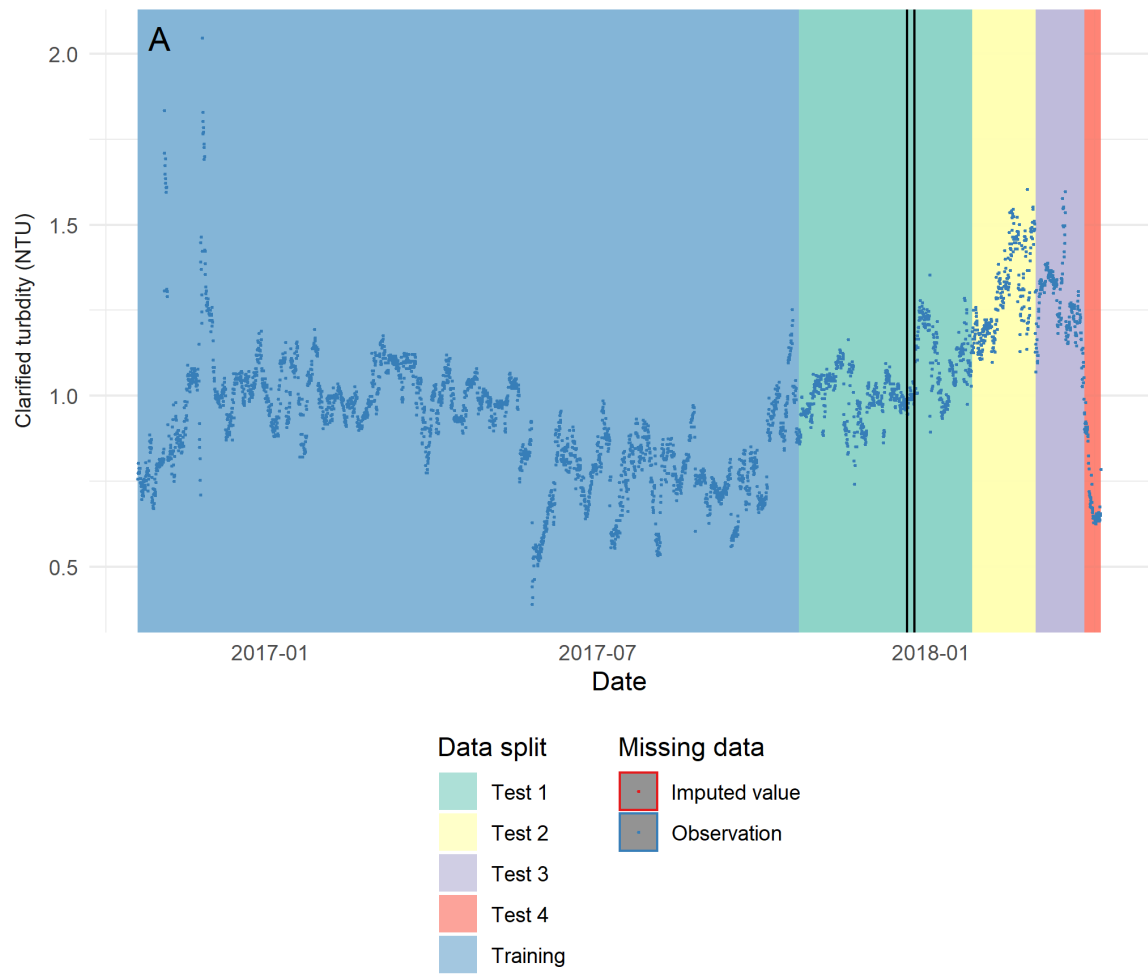 A
2.0
1.5
1.0
0.5
Clarified turbdity (NTU)
2017-01 2017-07 2018-01
Date
Data split
Test 1
Test 2
Test 3
Test 4
Training
Missing data
Imputed value
Observation